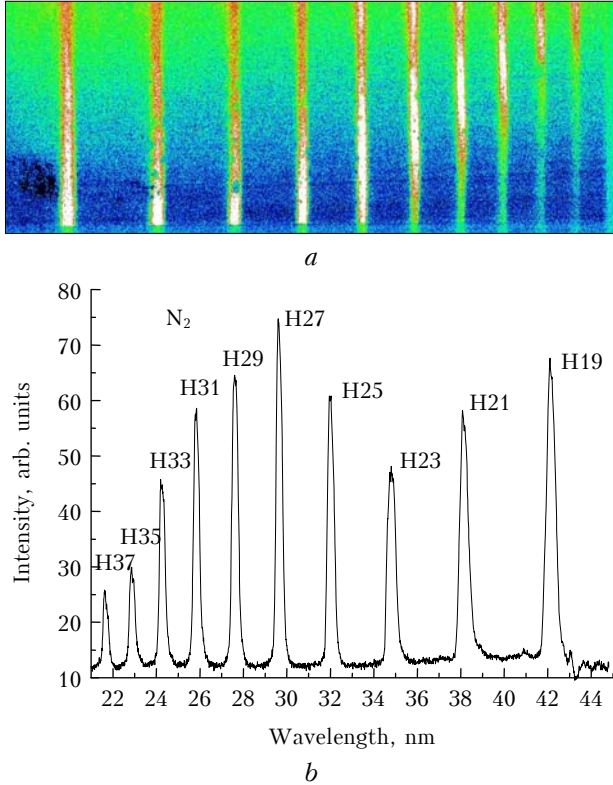 a
80
N₂
H27
70
H29
H19
H31
60
H25
H21
50
H33
H23
40
H35
30
H37
20
10
Intensity, arb. units
22 24 26 28 30 32 34 36 38 40 42 44
Wavelength, nm
b